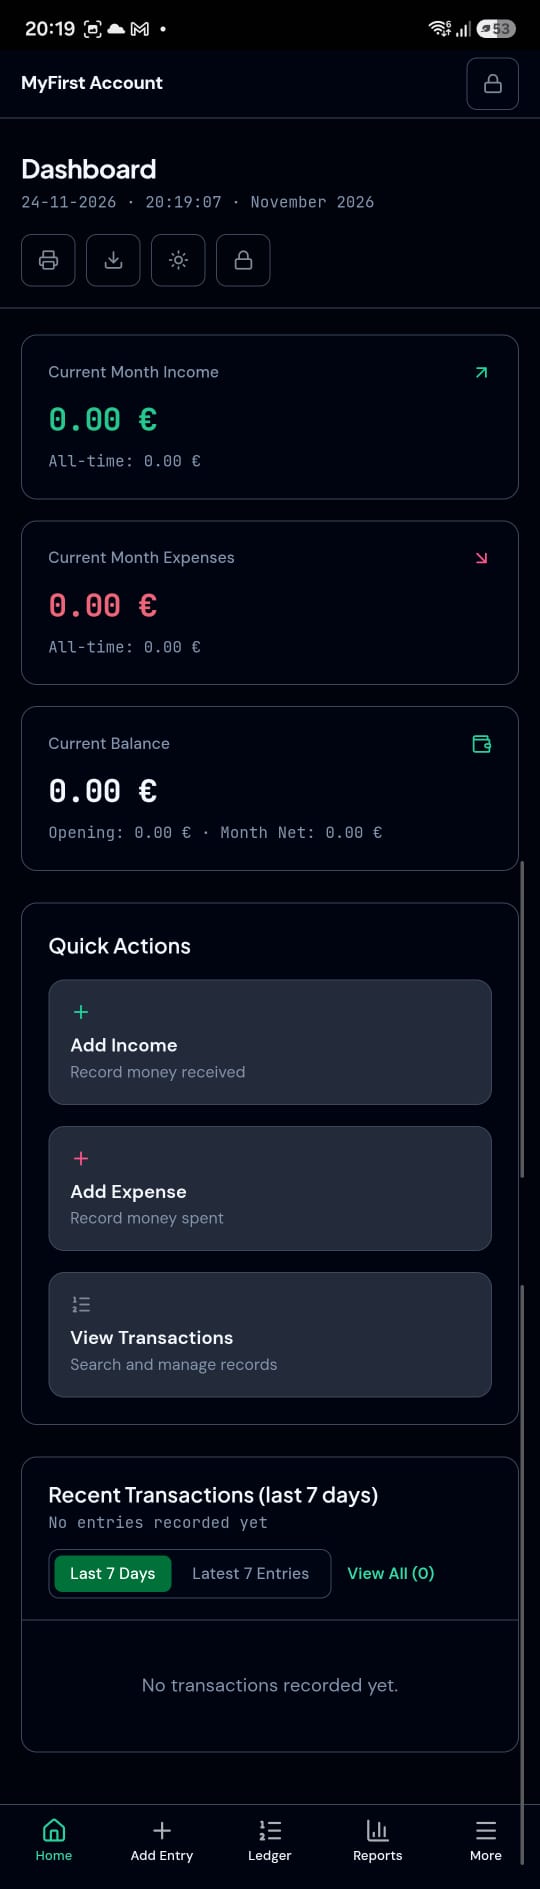 20:19
53
MyFirst Account
Dashboard
24-11-2026 · 20:19:07 · November 2026
Current Month Income
0.00 €
All-time: 0.00 €
Current Month Expenses
0.00 €
All-time: 0.00 €
Current Balance
0.00 €
Opening: 0.00 € · Month Net: 0.00 €
Quick Actions
Add Income
Record money received
Add Expense
Record money spent
View Transactions
Search and manage records
Recent Transactions (last 7 days)
No entries recorded yet
Last 7 Days Latest 7 Entries View All (0)
No transactions recorded yet.
Home Add Entry Ledger Reports More